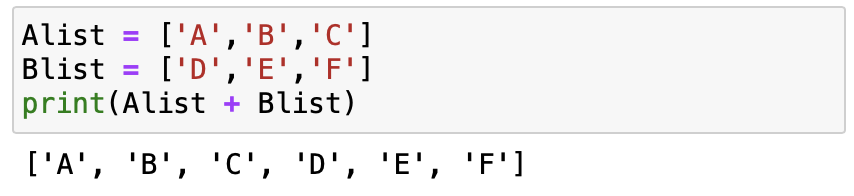 Alist = ['A','B','C']
Blist = ['D','E','F']
print(Alist + Blist)
['A', 'B', 'C', 'D', 'E', 'F']